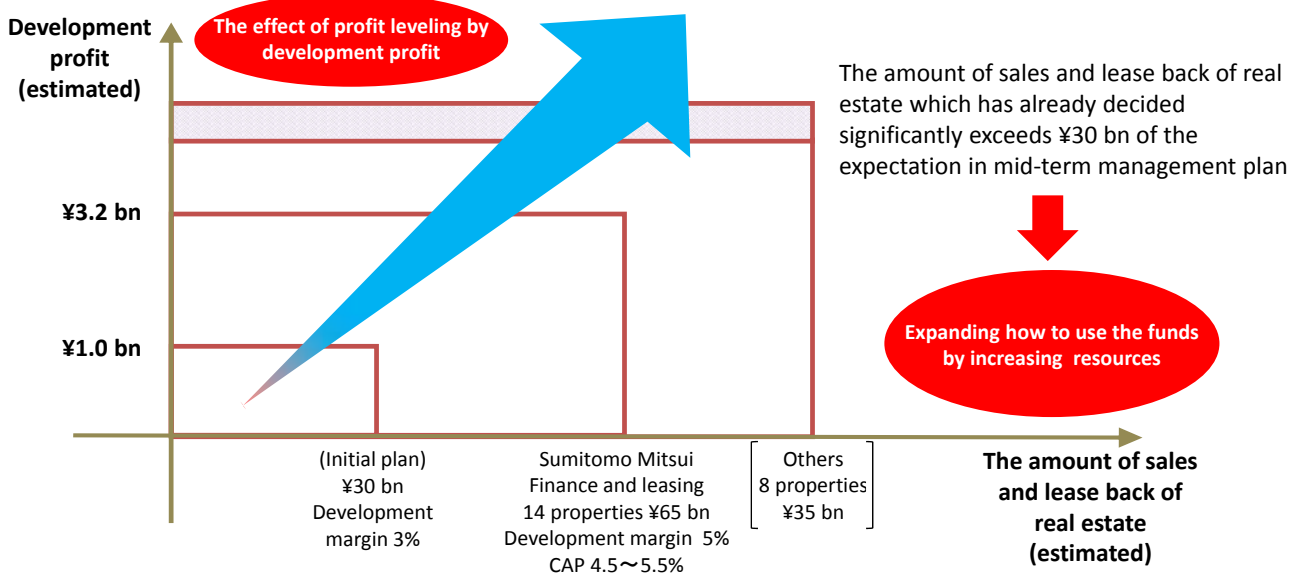 Development
profit
(estimated)
The effect of profit leveling by
development profit
The amount of sales and lease back of real
estate which has already decided
significantly exceeds ¥30 bn of the
expectation in mid-term management plan
¥3.2 bn
¥1.0 bn
Expanding how to use the funds
by increasing resources
(Initial plan)
¥30 bn
Development
margin 3%
Sumitomo Mitsui
Finance and leasing
14 properties ¥65 bn
Development margin 5%
CAP 4.5～5.5%
Others
8 properties
¥35 bn
The amount of sales
and lease back of
real estate
(estimated)